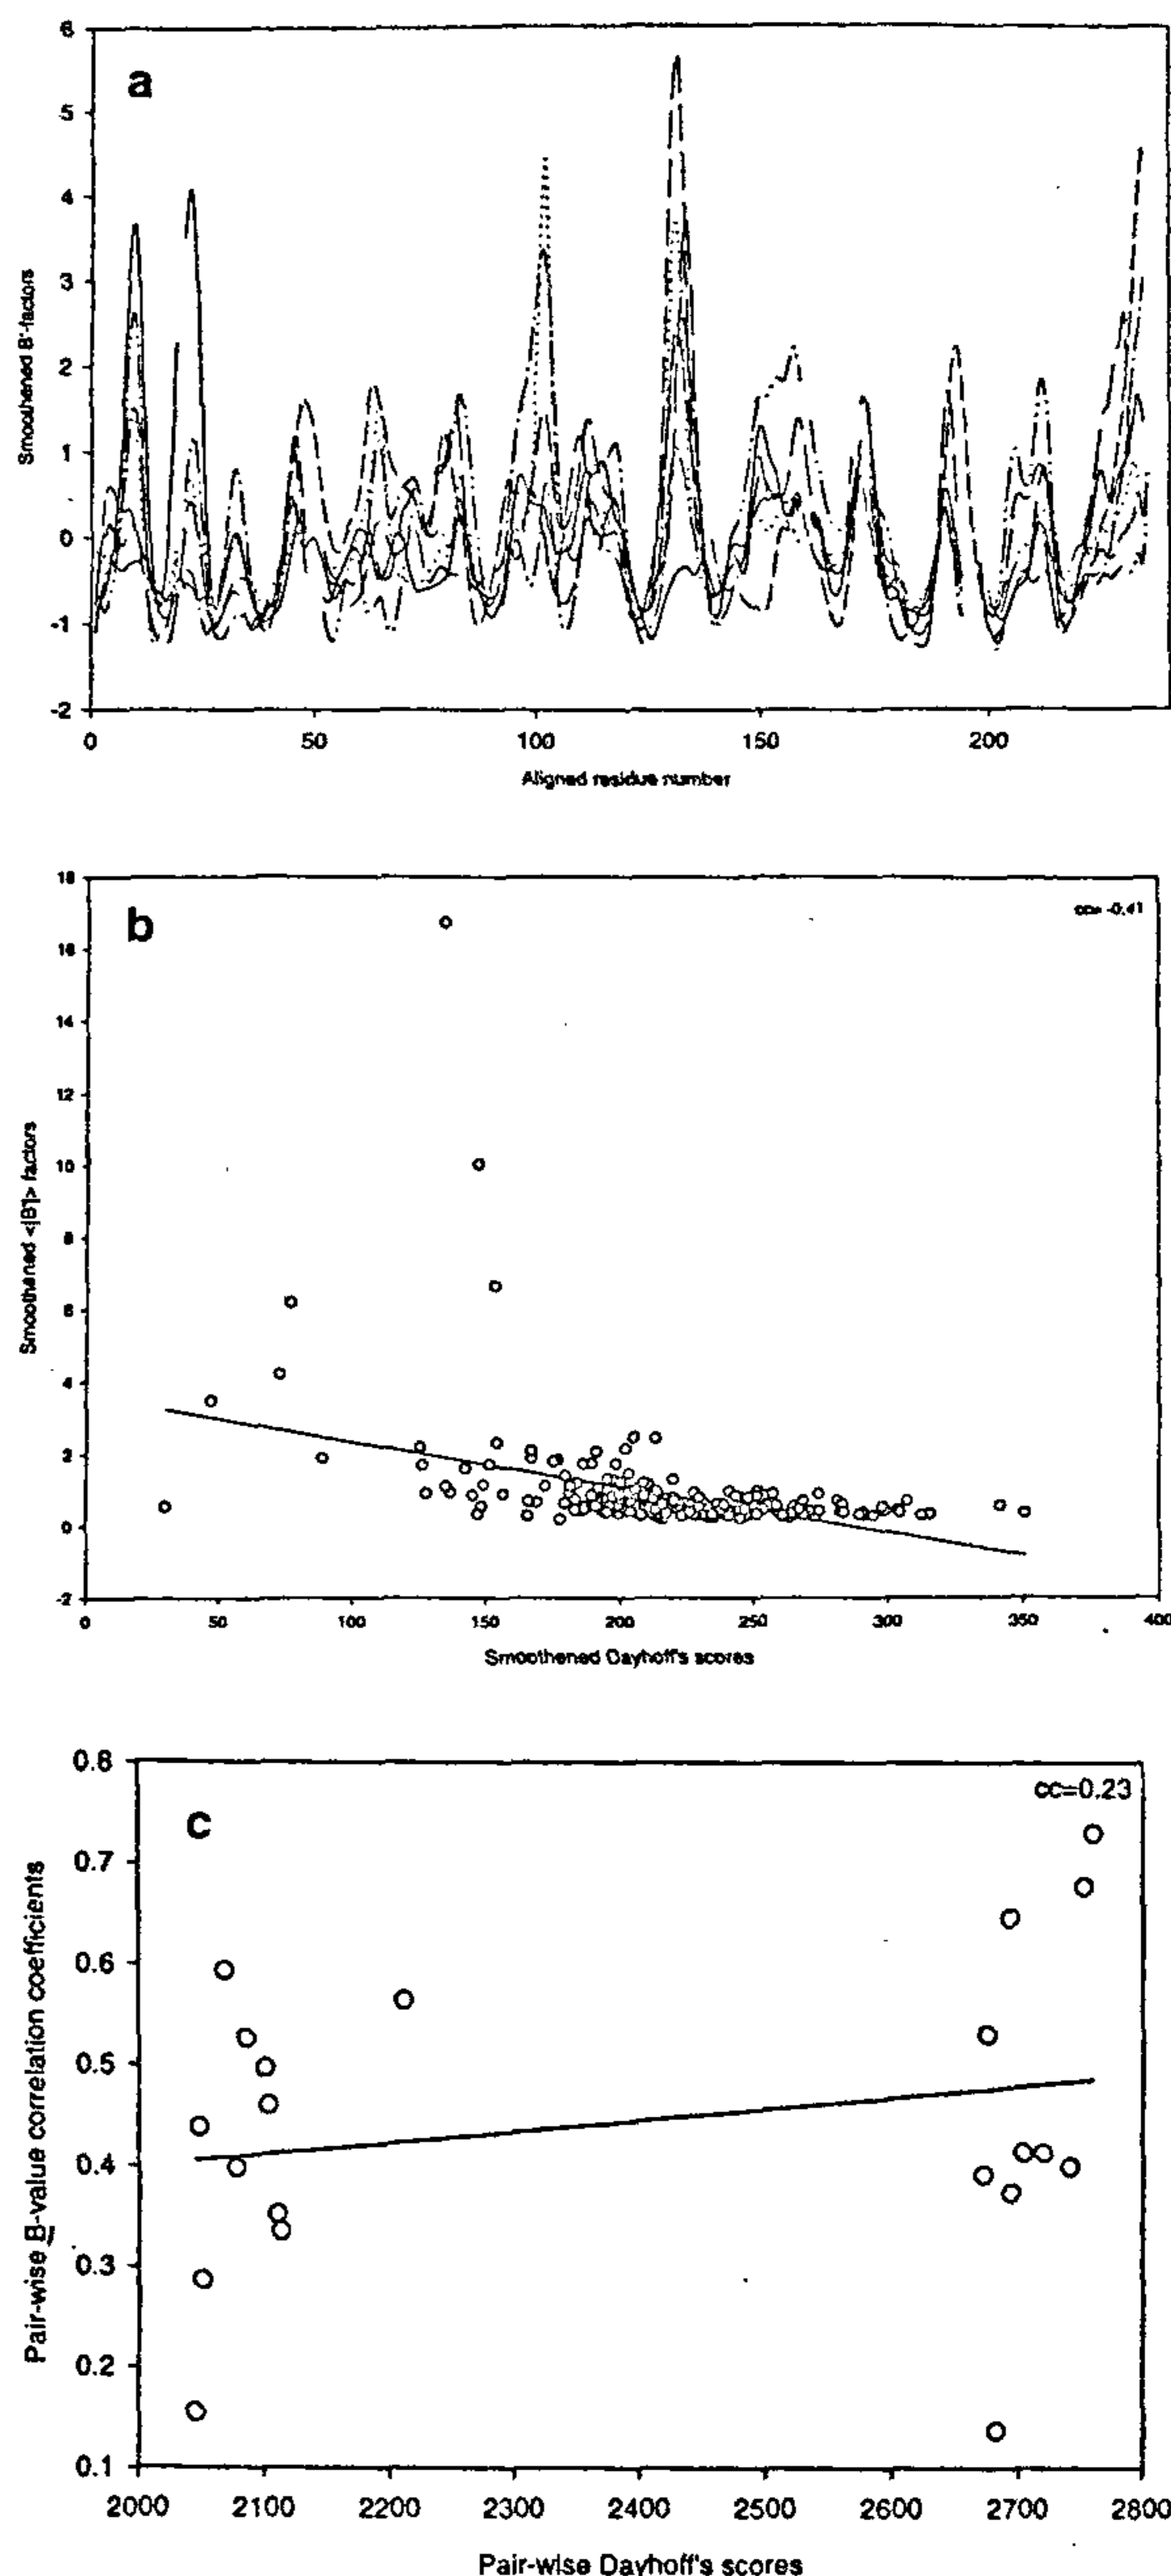 a
6
5
4
3
2
1
0
-1
-2
Smoothened B'-factors
0 50 100 150 200
Aligned residue number
b
cc= -0.41
18
16
14
12
10
8
6
4
2
0
-2
Smoothened <|B'|> factors
0 50 100 150 200 250 300 350 400
Smoothened Dayhoff's scores
c
cc=0.23
0.8
0.7
0.6
0.5
0.4
0.3
0.2
0.1
Pair-wise B-value correlation coefficients
2000 2100 2200 2300 2400 2500 2600 2700 2800
Pair-wise Dayhoff's scores